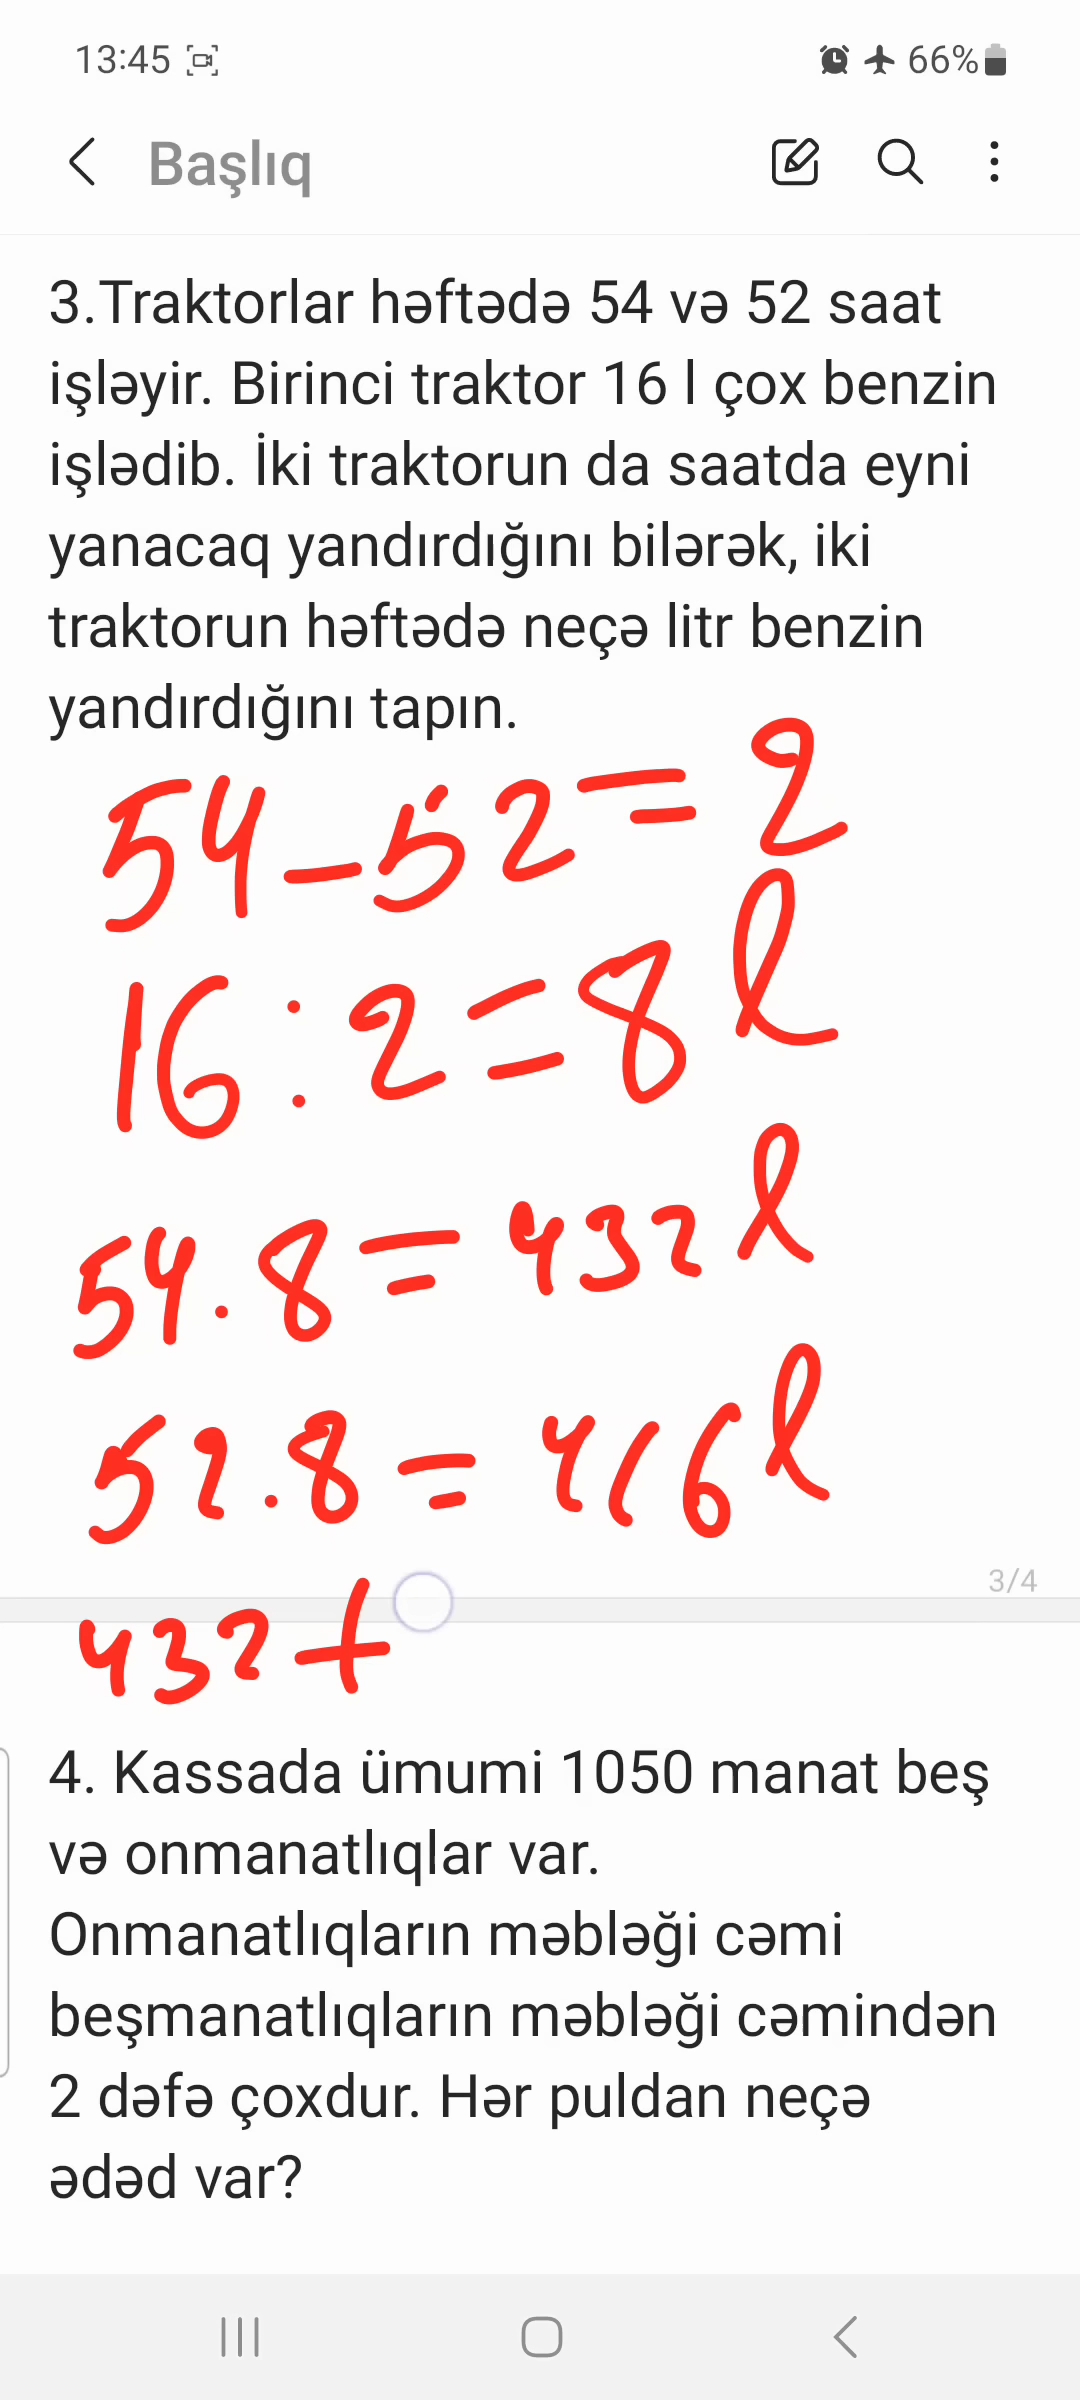 13:45 66%
Başlıq
3.Traktorlar həftədə 54 və 52 saat
işləyir. Birinci traktor 16 l çox benzin
işlədib. İki traktorun da saatda eyni
yanacaq yandırdığını bilərək, iki
traktorun həftədə neçə litr benzin
yandırdığını tapın.
54-52=2
16:2=8 l
54.8=432 l
52.8=416 l
3/4
432+
4. Kassada ümumi 1050 manat beş
və onmanatlıqlar var.
Onmanatlıqların məbləği cəmi
beşmanatlıqların məbləği cəmindən
2 dəfə çoxdur. Hər puldan neçə
ədəd var?